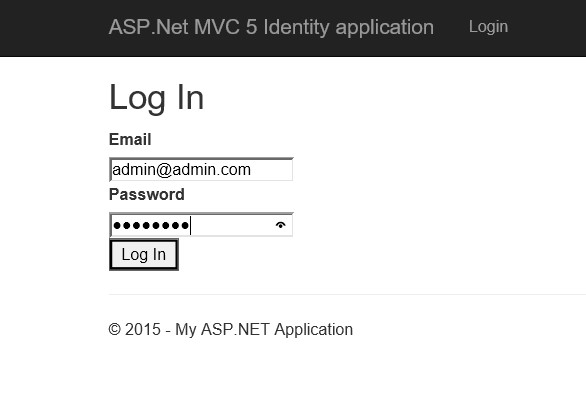 ASP.Net MVC 5 Identity application Login
Log In
Email
admin@admin.com
Password
●●●●●●●●
Log In
© 2015 - My ASP.NET Application